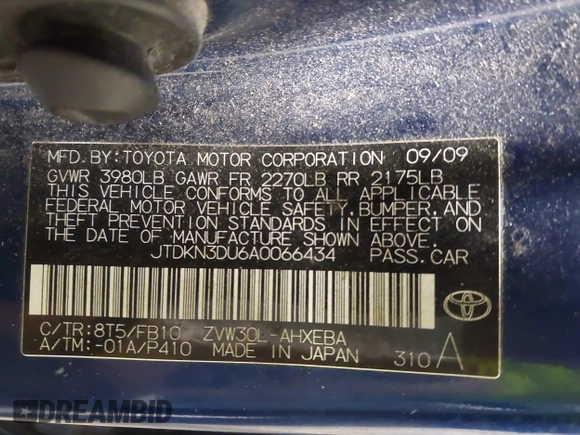 MFD. BY: TOYOTA MOTOR CORPORATION 09/09
GVWR 3980LB GAWR FR 2270LB RR 2175LB
THIS VEHICLE CONFORMS TO ALL APPLICABLE
FEDERAL MOTOR VEHICLE SAFETY, BUMPER, AND
THEFT PREVENTION STANDARDS IN EFFECT ON
THE DATE OF MANUFACTURE SHOWN ABOVE.
JTDKN3DU6A0066434 PASS.CAR
C/TR:8T5/FB10 ZVW30L-AHXEBA
A/TM:-01A/P410 MADE IN JAPAN 310 A
DREAMBID